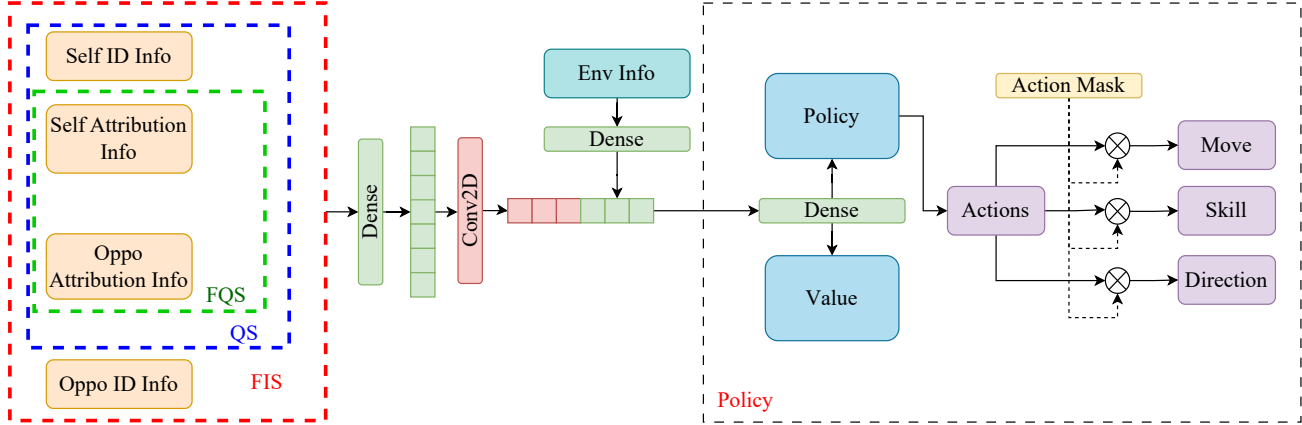 Self ID Info
Self Attribution
Info
Oppo
Attribution Info
FQS
QS
Oppo ID Info
FIS
Dense
Conv2D
Env Info
Dense
Policy
Dense
Value
Policy
Actions
Action Mask
Move
Skill
Direction